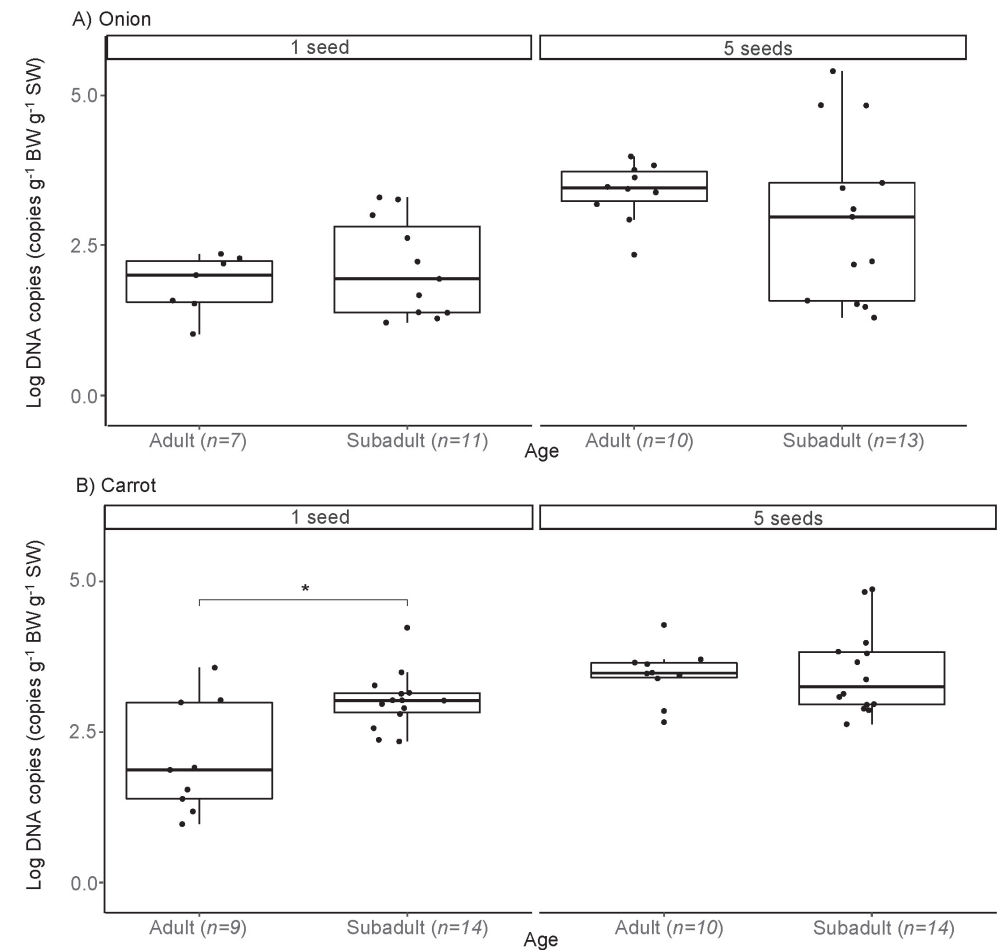 A) Onion
1 seed
5 seeds
Log DNA copies (copies g⁻¹ BW g⁻¹ SW)
5.0
2.5
0.0
Adult (n=7)
Subadult (n=11)
Adult (n=10)
Subadult (n=13)
Age
B) Carrot
1 seed
5 seeds
Log DNA copies (copies g⁻¹ BW g⁻¹ SW)
5.0
*
2.5
0.0
Adult (n=9)
Subadult (n=14)
Adult (n=10)
Subadult (n=14)
Age